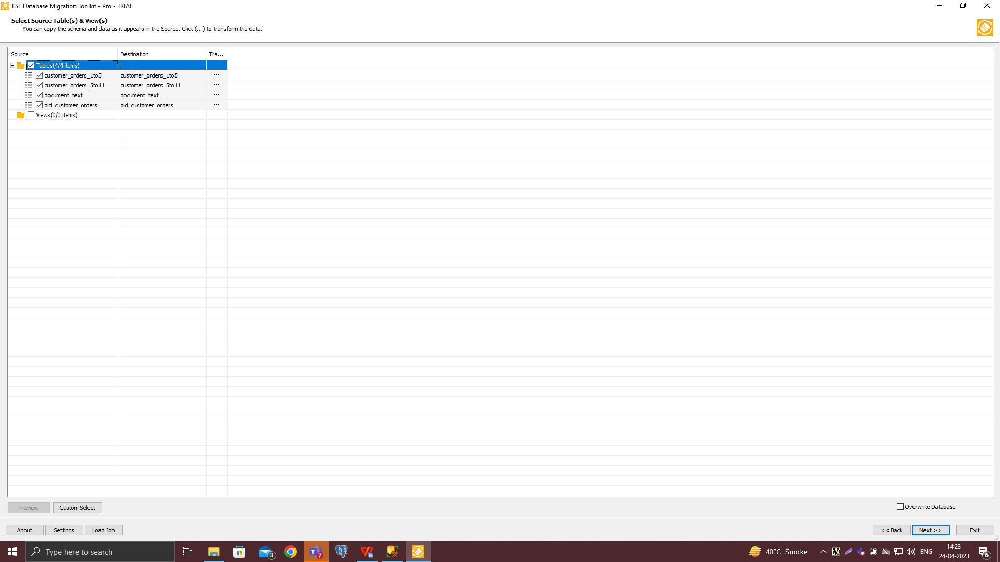 ESF Database Migration Toolkit - Pro - TRIAL
Select Source Table(s) & View(s)
You can copy the schema and data as it appears in the Source. Click (...) to transform the data.
Source Destination Tra...
Tables(4/4 items)
customer_orders_1to5 customer_orders_1to5 ...
customer_orders_5to11 customer_orders_5to11 ...
document_text document_text ...
old_customer_orders old_customer_orders ...
Views(0/0 items)
Preview Custom Select Overwrite Database
About Settings Load Job << Back Next >> Exit
Type here to search 3 7 40°C Smoke ENG 14:23 6
24-04-2023